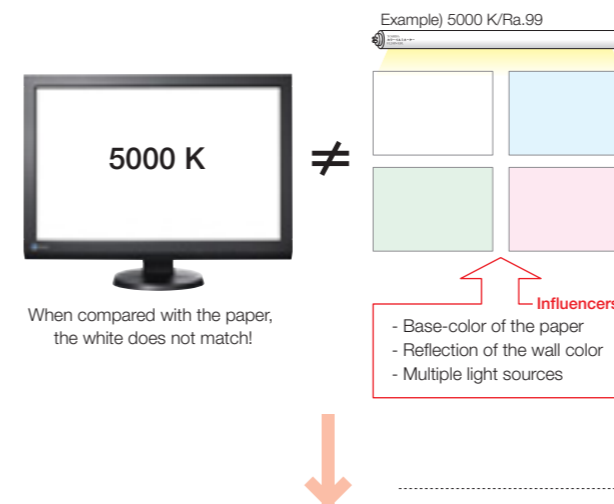 Example) 5000 K/Ra.99
5000 K
≠
When compared with the paper,
the white does not match!
Influencers
- Base-color of the paper
- Reflection of the wall color
- Multiple light sources